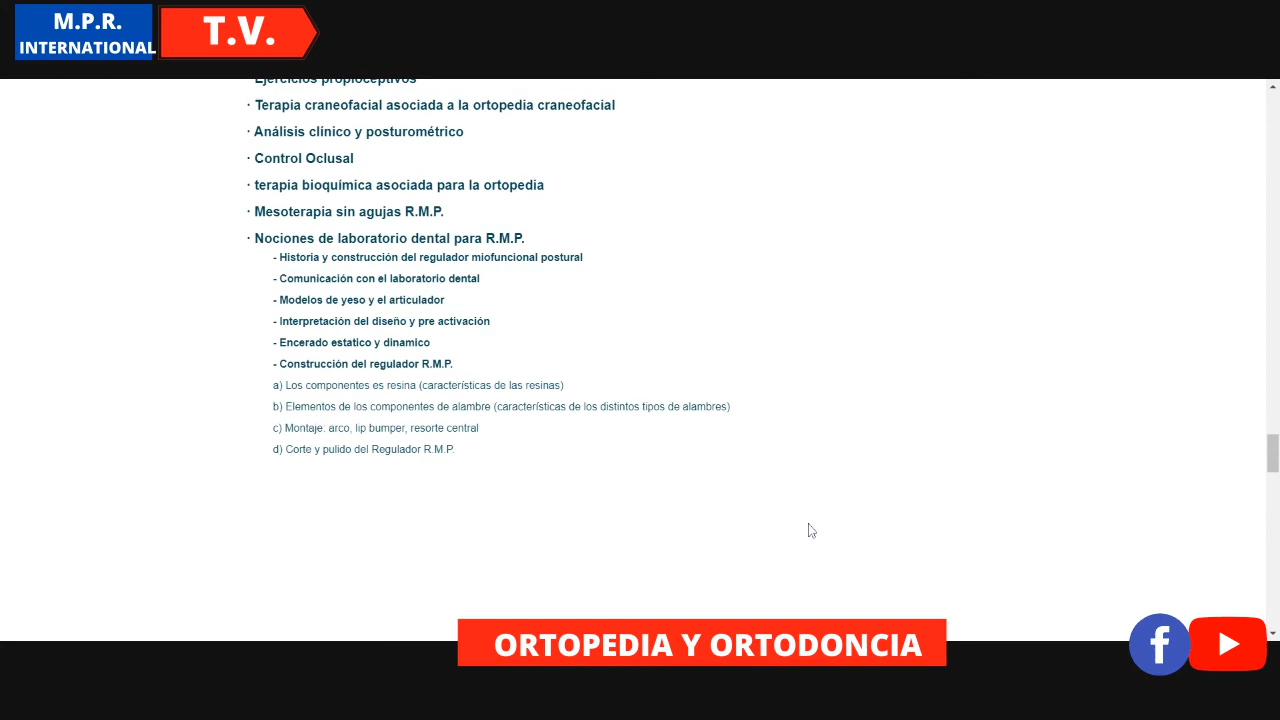 M.P.R.
INTERNATIONAL
T.V.
Ejercicios propioceptivos
· Terapia craneofacial asociada a la ortopedia craneofacial
· Análisis clínico y posturométrico
· Control Oclusal
· terapia bioquímica asociada para la ortopedia
· Mesoterapia sin agujas R.M.P.
· Nociones de laboratorio dental para R.M.P.
- Historia y construcción del regulador miofuncional postural
- Comunicación con el laboratorio dental
- Modelos de yeso y el articulador
- Interpretación del diseño y pre activación
- Encerado estatico y dinamico
- Construcción del regulador R.M.P.
a) Los componentes es resina (características de las resinas)
b) Elementos de los componentes de alambre (características de los distintos tipos de alambres)
c) Montaje: arco, lip bumper, resorte central
d) Corte y pulido del Regulador R.M.P.
ORTOPEDIA Y ORTODONCIA